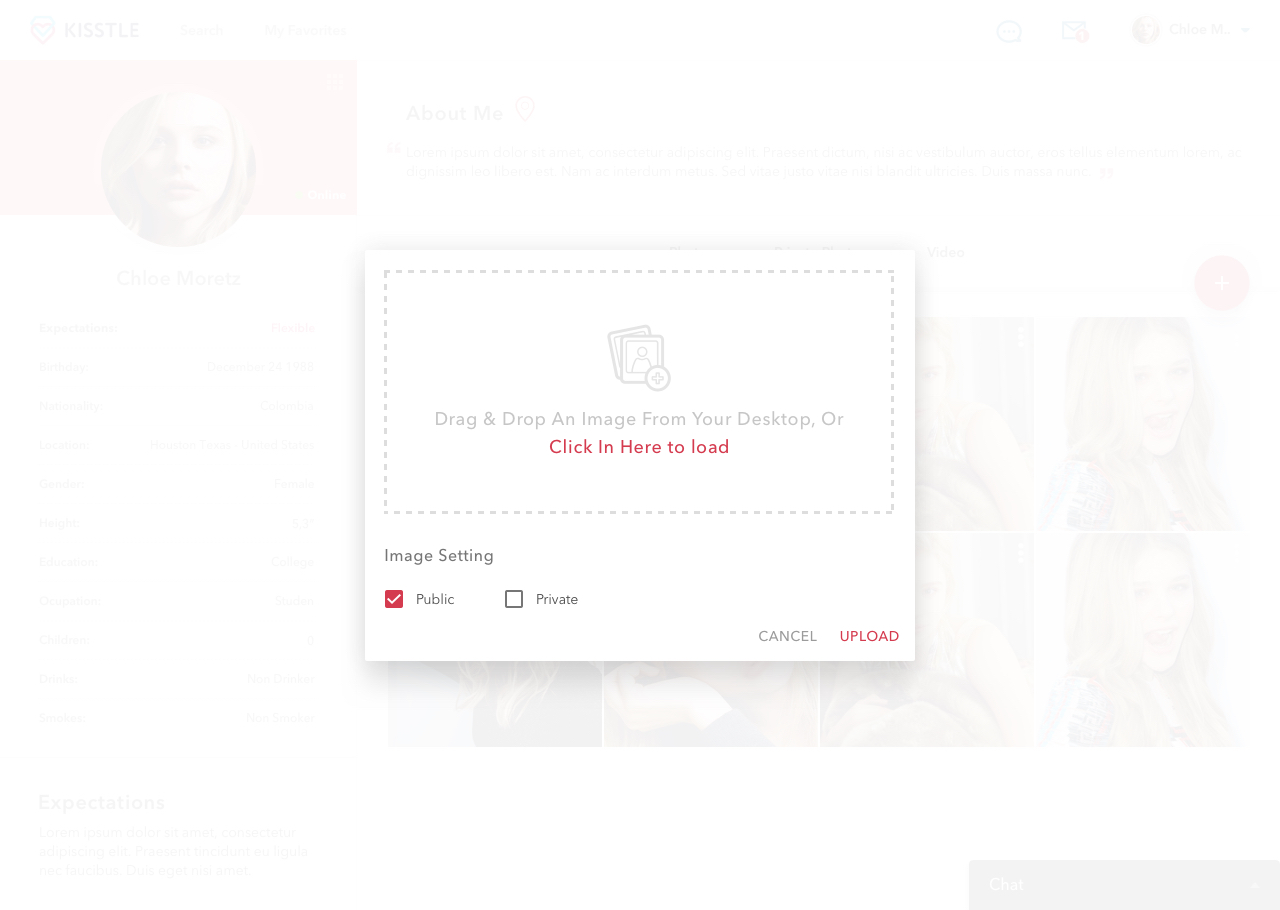 KISSTLE
Search
My Favorites
1
Chloe M..
Online
Chloe Moretz
Expectations: Flexible
Birthday: December 24 1988
Nationality: Colombia
Location: Houston Texas - United States
Gender: Female
Height: 5.3"
Education: College
Ocupation: Studen
Children: 0
Drinks: Non Drinker
Smokes: Non Smoker
Expectations
Lorem ipsum dolor sit amet, consectetur
adipiscing elit. Praesent tincidunt eu ligula
nec faucibus. Duis eget nisl amet
About Me
Lorem ipsum dolor sit amet, consectetur adipiscing elit. Praesent dictum, nisi ac vestibulum auctor, eros tellus elementum lorem, ac
dignissim leo libero est. Nam ac interdum metus. Sed vitae justo vitae nisi blandit ultricies. Duis massa nunc.
Video
+
Drag & Drop An Image From Your Desktop, Or
Click In Here to load
Image Setting
Public
Private
CANCEL
UPLOAD
Chat